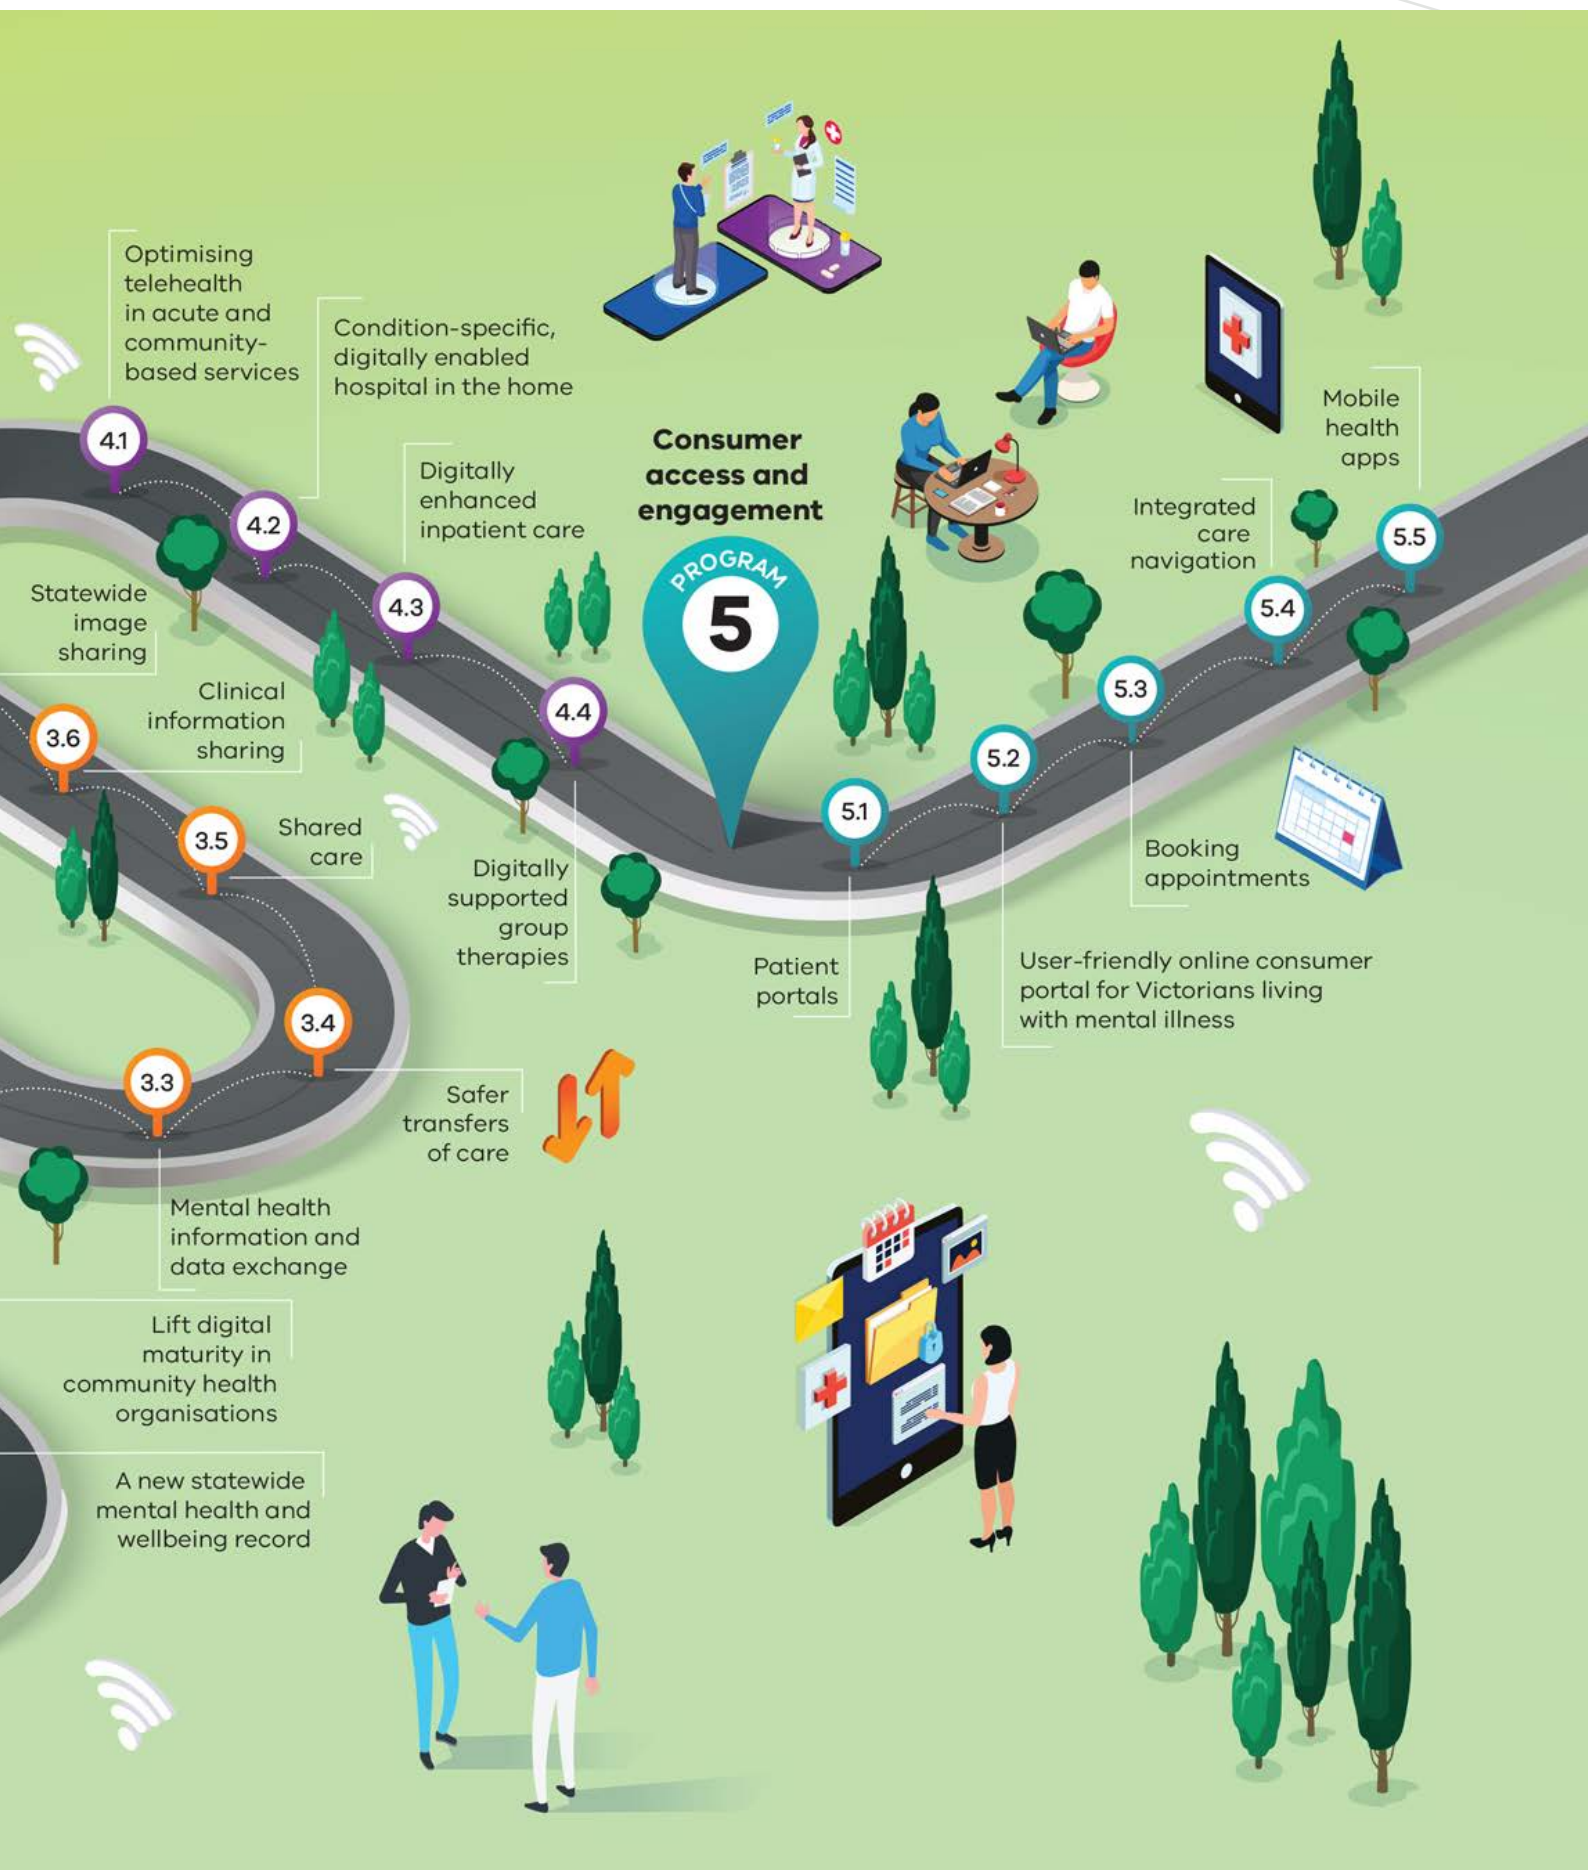 Optimising
telehealth
in acute and
community-
based services
4.1
Condition-specific,
digitally enabled
hospital in the home
4.2
Digitally
enhanced
inpatient care
4.3
4.4
Digitally
supported
group
therapies
Statewide
image
sharing
Clinical
information
sharing
3.6
3.5
Shared
care
3.4
Safer
transfers
of care
3.3
Mental health
information and
data exchange
Lift digital
maturity in
community health
organisations
A new statewide
mental health and
wellbeing record
Consumer
access and
engagement
PROGRAM
5
5.1
Patient
portals
5.2
User-friendly online consumer
portal for Victorians living
with mental illness
5.3
Booking
appointments
Integrated
care
navigation
5.4
Mobile
health
apps
5.5